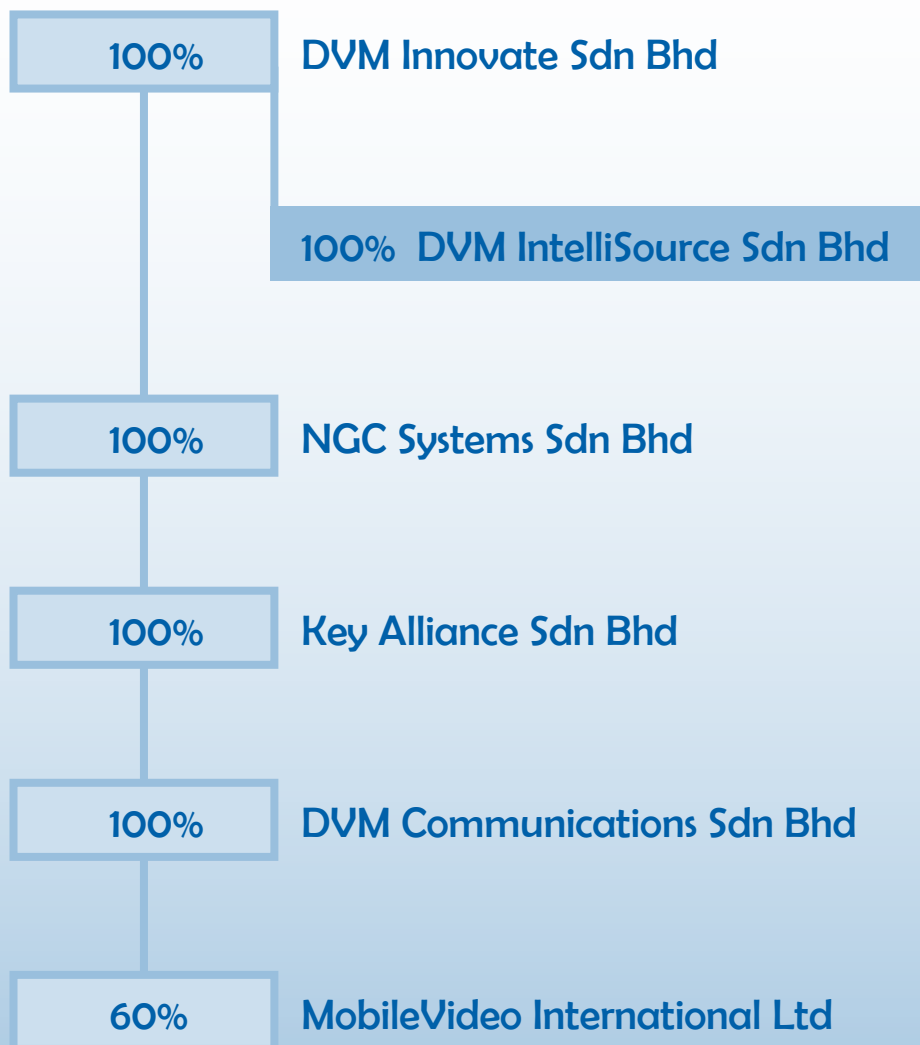 100% DVM Innovate Sdn Bhd
100% DVM IntelliSource Sdn Bhd
100% NGC Systems Sdn Bhd
100% Key Alliance Sdn Bhd
100% DVM Communications Sdn Bhd
60% MobileVideo International Ltd